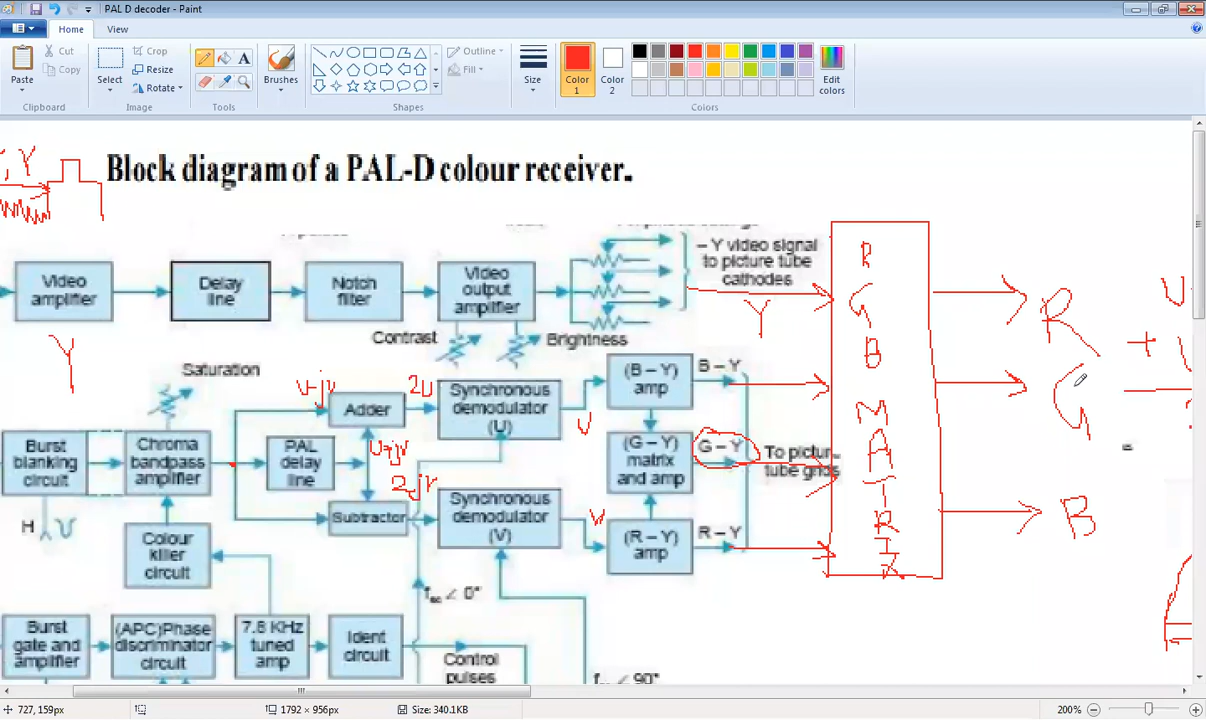 PAL D decoder - Paint
Home
View
Paste
Cut
Copy
Clipboard
Select
Crop
Resize
Rotate
Image
A
Tools
Brushes
Outline
Fill
Shapes
Size
Color
1
Color
2
Edit
colors
Colors
Y
Block diagram of a PAL-D colour receiver.
Video
amplifier
Delay
line
Notch
filter
Video
output
amplifier
– Y video signal
to picture tube
cathodes
Y
Contrast
Brightness
Y
Saturation
Burst
blanking
circuit
Chroma
bandpass
amplifier
H
PAL
delay
line
Adder
2U
Subtractor
Synchronous
demodulator
(U)
U
Synchronous
demodulator
(V)
V
(B – Y)
amp
(G – Y)
matrix
and amp
(R – Y)
amp
B – Y
G – Y
R – Y
To pictur
tube grids
R
G
B
M
A
T
R
I
X
R
G
B
+
=
Colour
killer
circuit
Burst
gate and
amplifier
(APC)Phase
discriminator
circuit
7.8 KHz
tuned
amp
Ident
circuit
Control
pulses
∠ 0°
∠ 90°
727, 159px
1792 × 956px
Size: 340.1KB
200%